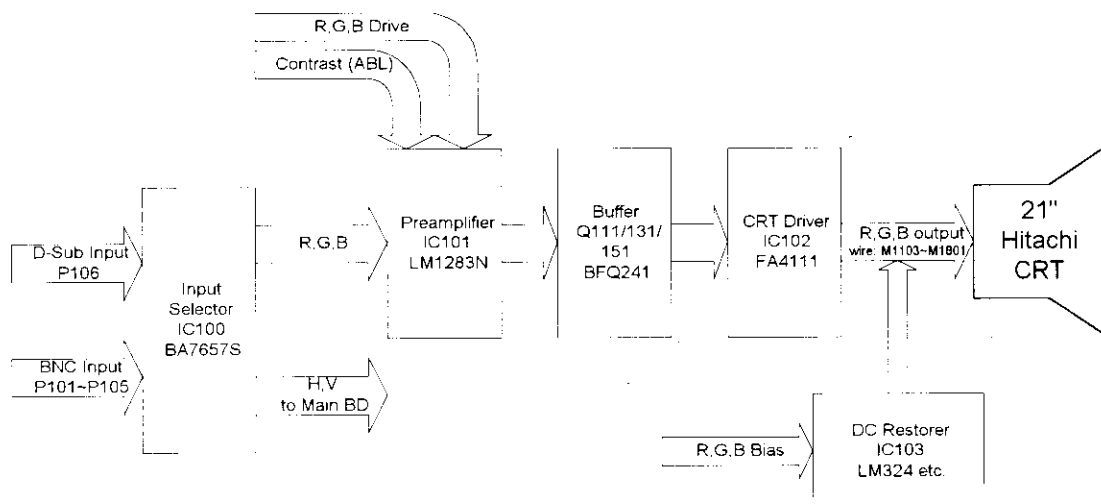 R,G,B Drive
Contrast (ABL)
D-Sub Input
P106
BNC Input
P101~P105
Input
Selector
IC100
BA7657S
R,G,B
H,V
to Main BD
Preamplifier
IC101
LM1283N
Buffer
Q111/131/
151
BFQ241
CRT Driver
IC102
FA4111
R,G,B output
wire: M1103~M1801
21"
Hitachi
CRT
R,G,B Bias
DC Restorer
IC103
LM324 etc.